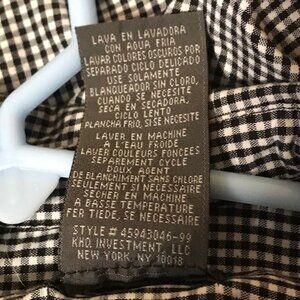 LAVA EN LAVADORA
CON AGUA FRIA
LAVAR COLORES OSCUROS POR
SEPARADO CICLO DELICADO
USE SOLAMENTE
BLANQUEADOR SIN CLORO.
CUANDO SE NECESITE
SECA EN SECADORA,
CICLO LENTO
PLANCHA FRIO, SI SE NECESITE
LAVER EN MACHINE
A L'EAU FROIDE
LAVER COULEURS FONCEES
SEPAREMENT CYCLE
DOUX AGENT
DE BLANCHIMENT SANS CHLORE
SEULEMENT SI NECESSAIRE
SECHER EN MACHINE
A BASSE TEMPERATURE
FER TIEDE, SI NECESSAIRE.
STYLE # 45943046-99
KHQ. INVESTMENT, LLC
NEW YORK NY 10018